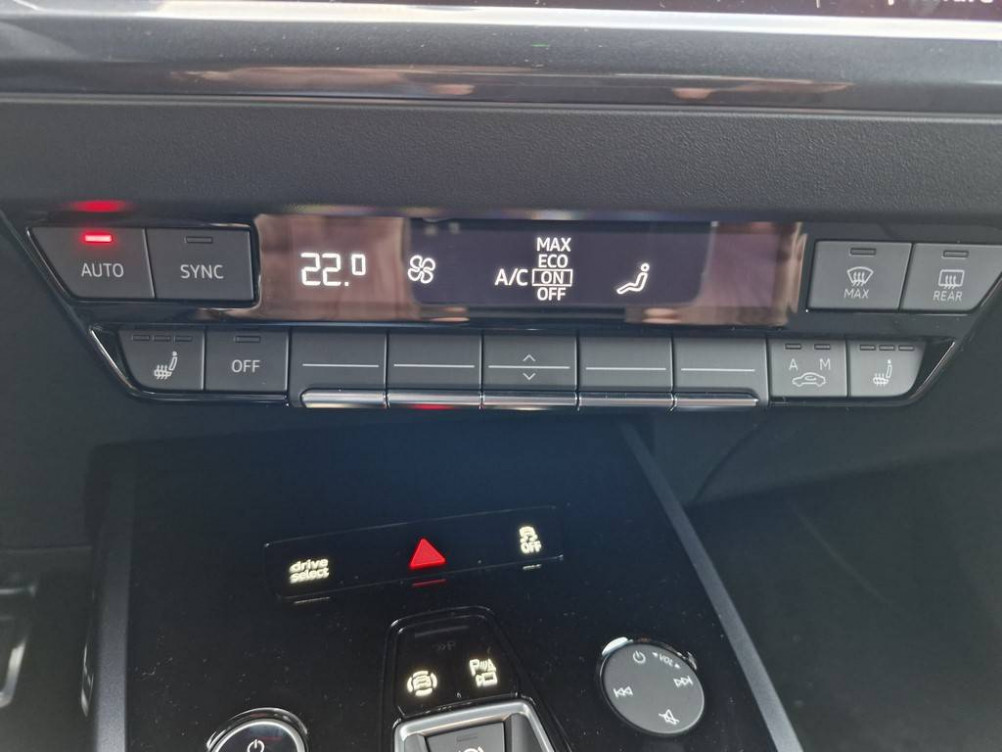 AUTO
SYNC
22.0
MAX
ECO
A/C ON
OFF
MAX
REAR
OFF
A M
drive
select
OFF
P